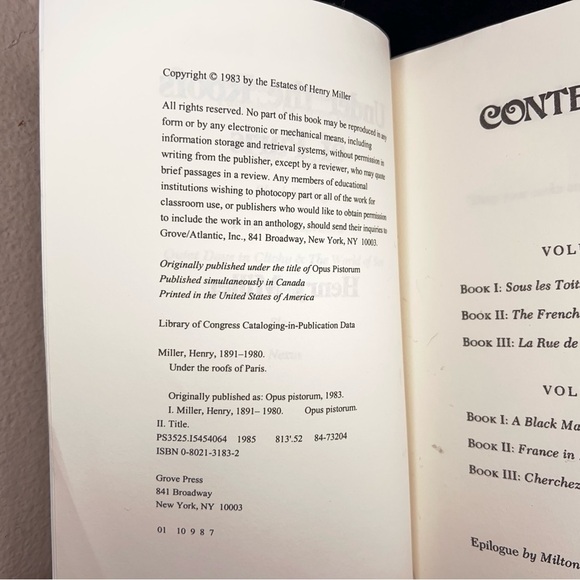 Copyright © 1983 by the Estates of Henry Miller
All rights reserved. No part of this book may be reproduced in any
form or by any electronic or mechanical means, including
information storage and retrieval systems, without permission in
writing from the publisher, except by a reviewer, who may quote
brief passages in a review. Any members of educational
institutions wishing to photocopy part or all of the work for
classroom use, or publishers who would like to obtain permission
to include the work in an anthology, should send their inquiries to
Grove/Atlantic, Inc., 841 Broadway, New York, NY 10003.
Originally published under the title of Opus Pistorum
Published simultaneously in Canada
Printed in the United States of America
Library of Congress Cataloging-in-Publication Data
Miller, Henry, 1891-1980.
Under the roofs of Paris.
Originally published as: Opus pistorum, 1983.
I. Miller, Henry, 1891- 1980. Opus pistorum.
II. Title.
PS3525.I5454064 1985 813'.52 84-73204
ISBN 0-8021-3183-2
Grove Press
841 Broadway
New York, NY 10003
01 10 9 8 7
CONTE
VOL
BOOK I: Sous les Toit
BOOK II: The French
BOOK III: La Rue de
VOL
BOOK I: A Black Ma
BOOK II: France in
BOOK III: Cherchez
Epilogue by Milton